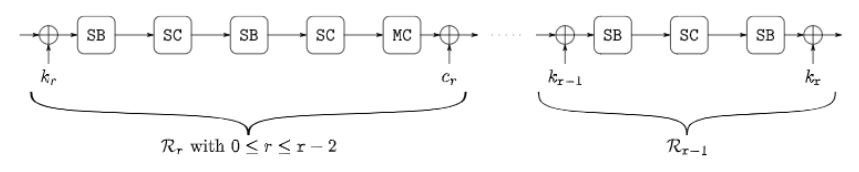 SB SC SB SC MC SB SC SB
k_r c_r k_{r-1} k_r
R_r with 0 ≤ r ≤ r − 2 R_{r-1}